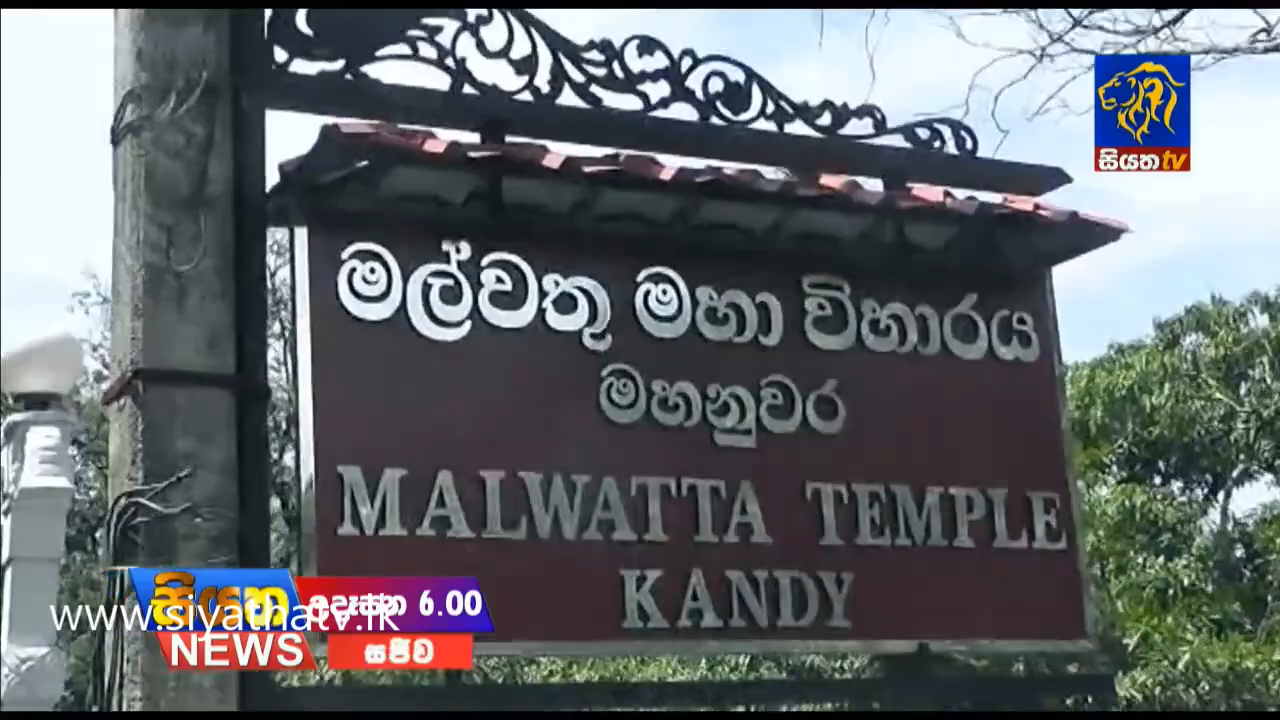 සියත tv
මල්වතු මහා විහාරය
මහනුවර
MALWATTA TEMPLE
KANDY
සියත
උදෑසන 6.00
www.siyathatv.lk
NEWS
සජීව